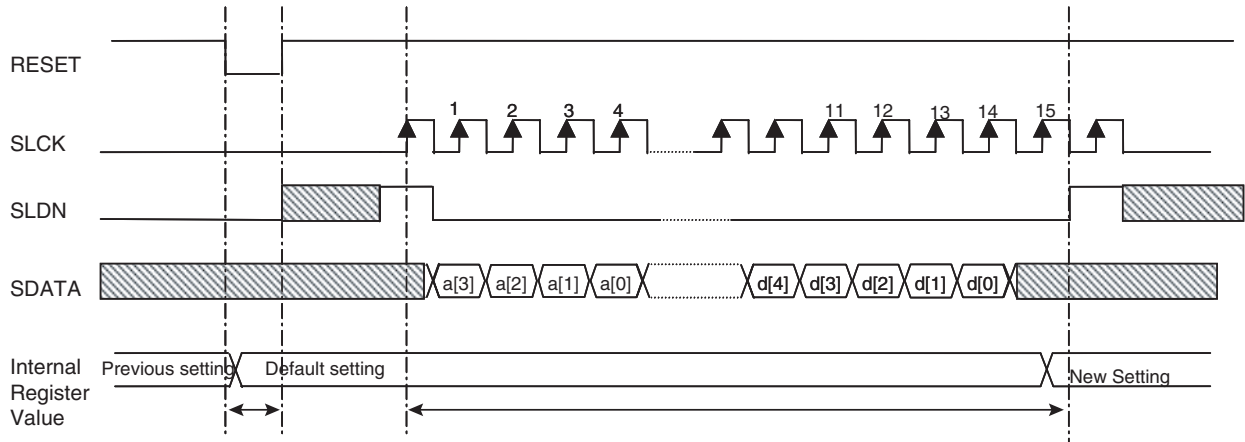 RESET
1 2 3 4 11 12 13 14 15
SLCK
SLDN
SDATA a[3] a[2] a[1] a[0] d[4] d[3] d[2] d[1] d[0]
Internal Register Value
Previous setting Default setting New Setting